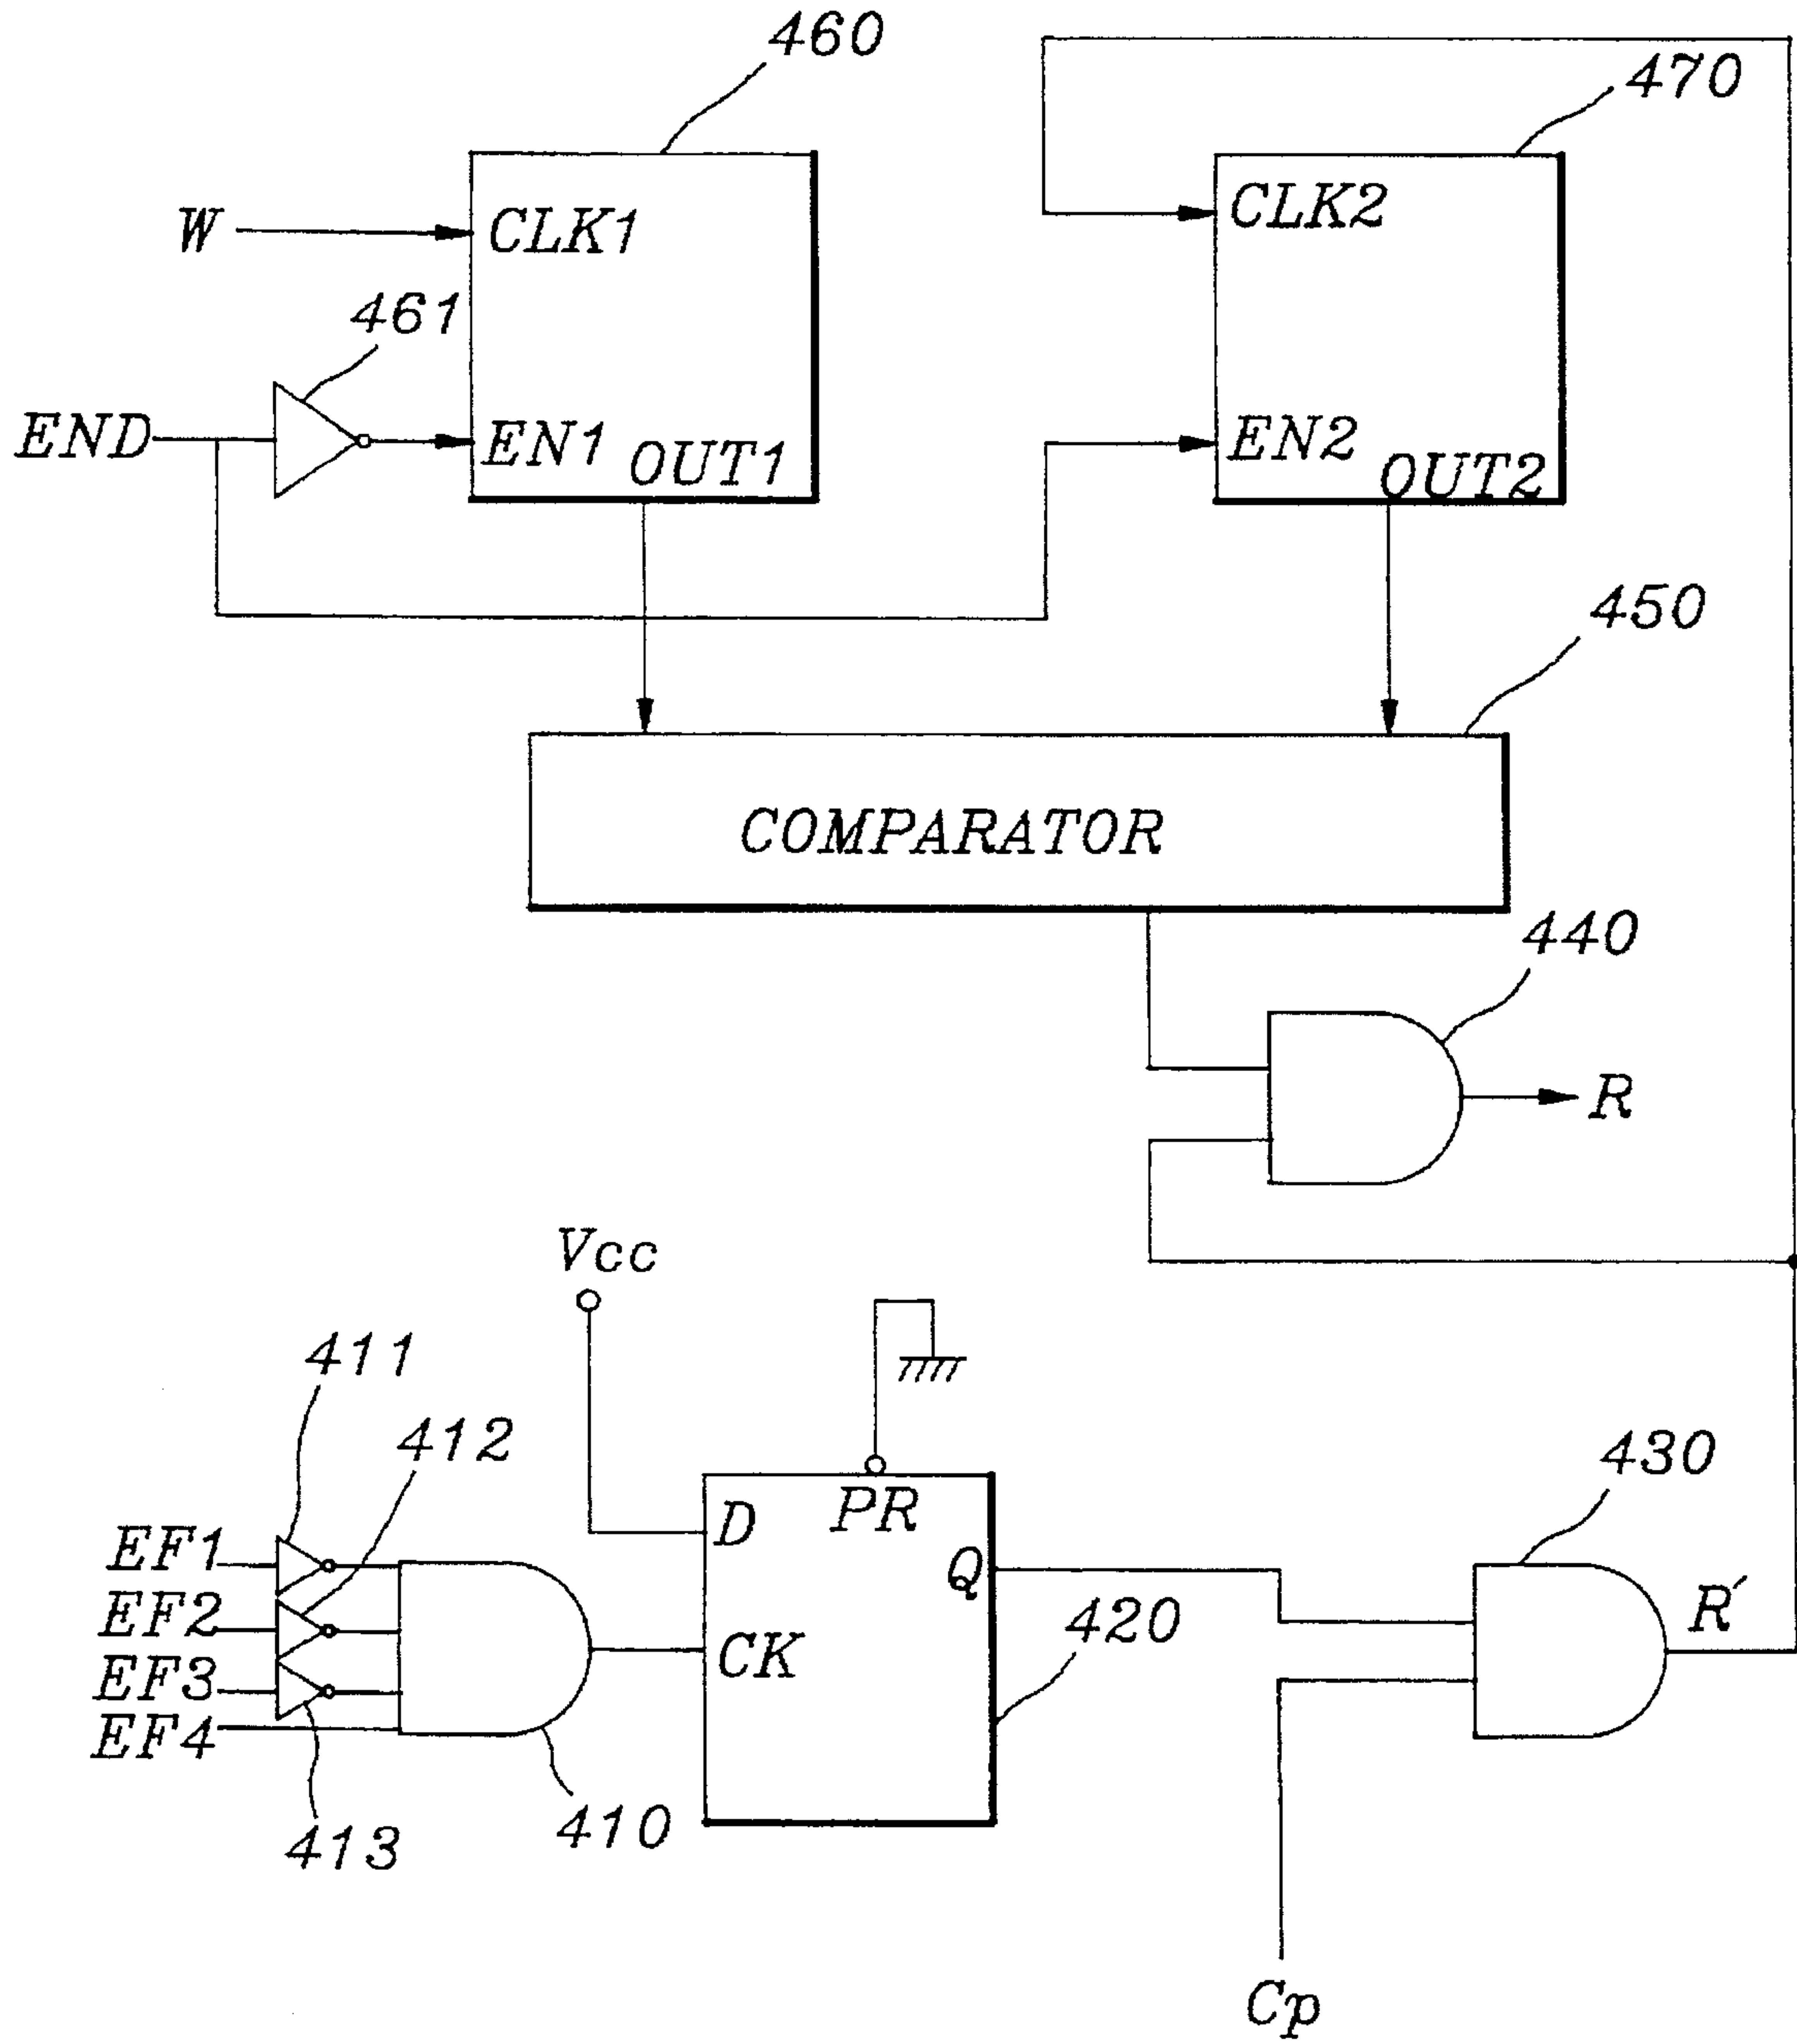 460
470
W
CLK1
CLK2
461
END
EN1
OUT1
EN2
OUT2
450
COMPARATOR
440
R
Vcc
411
412
430
EF1
D
PR
Q
R′
EF2
420
EF3
CK
EF4
410
413
Cp